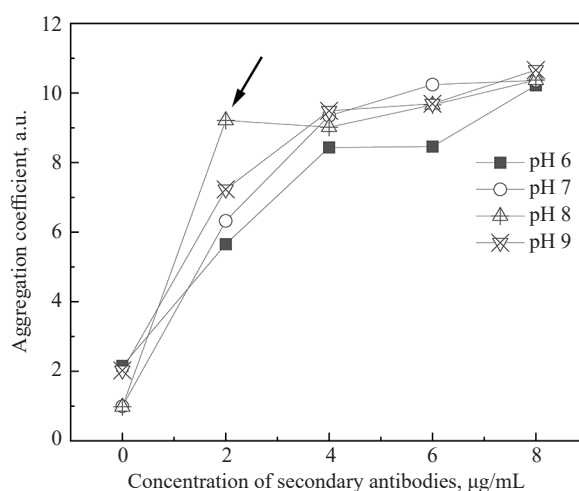 12
10
8
6
4
2
0
Aggregation coefficient, a.u.
pH 6
pH 7
pH 8
pH 9
0 2 4 6 8
Concentration of secondary antibodies, μg/mL